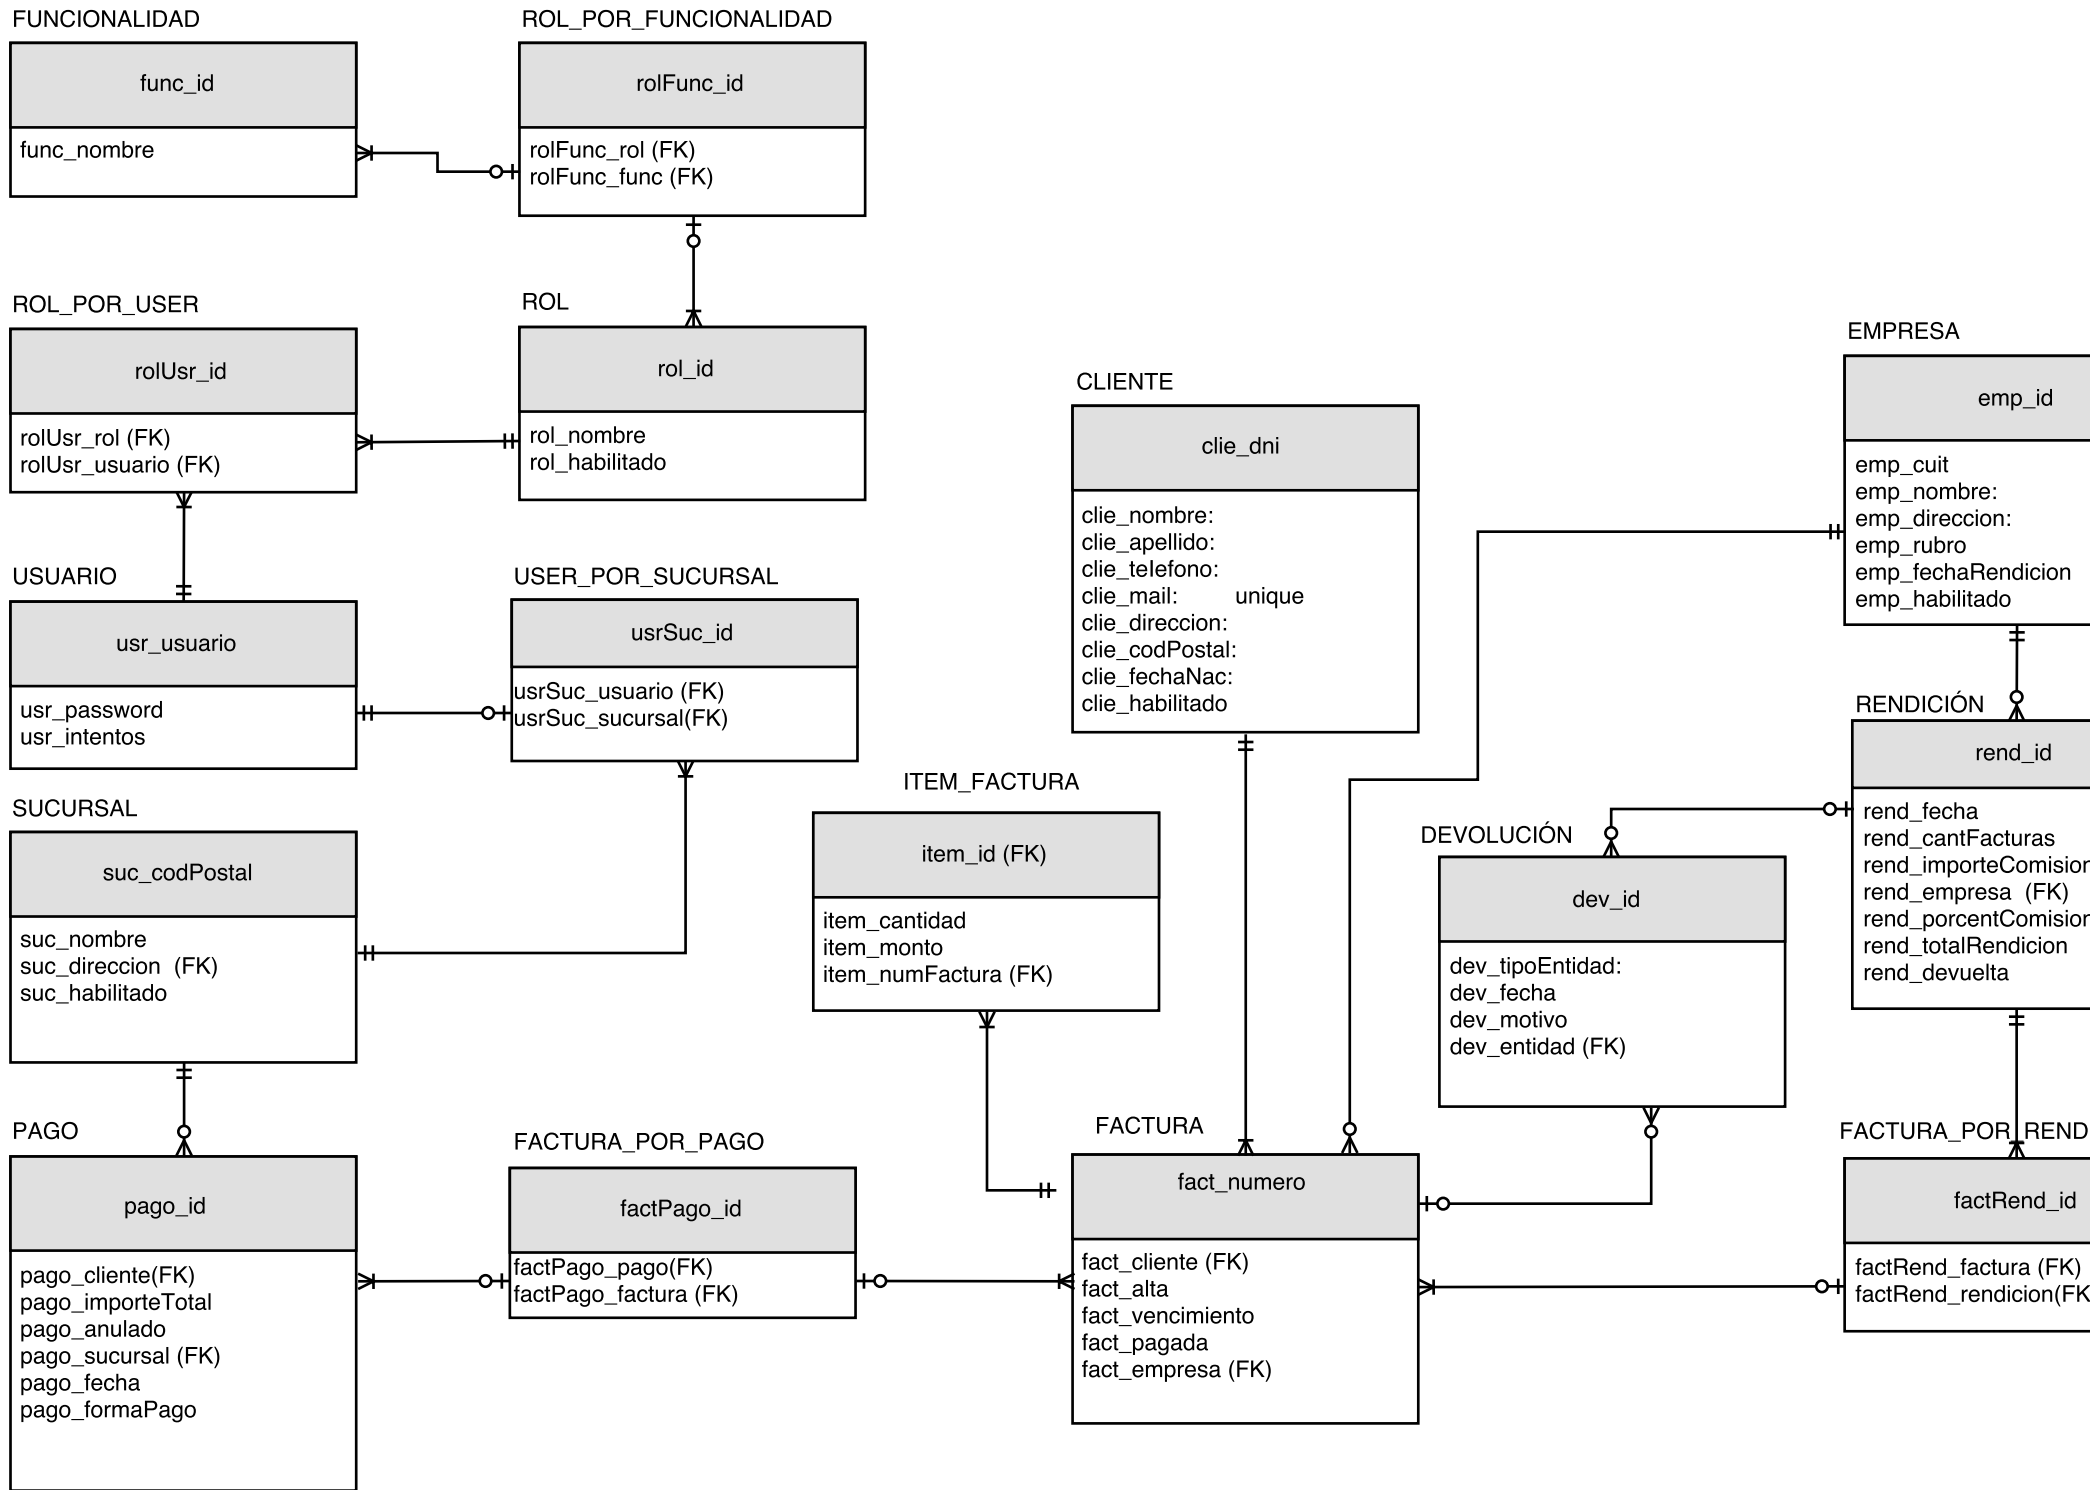 FUNCIONALIDAD
func_id
func_nombre
ROL_POR_FUNCIONALIDAD
rolFunc_id
rolFunc_rol (FK)
rolFunc_func (FK)
ROL_POR_USER
rolUsr_id
rolUsr_rol (FK)
rolUsr_usuario (FK)
ROL
rol_id
rol_nombre
rol_habilitado
USUARIO
usr_usuario
usr_password
usr_intentos
USER_POR_SUCURSAL
usrSuc_id
usrSuc_usuario (FK)
usrSuc_sucursal(FK)
SUCURSAL
suc_codPostal
suc_nombre
suc_direccion  (FK)
suc_habilitado
PAGO
pago_id
pago_cliente(FK)
pago_importeTotal
pago_anulado
pago_sucursal (FK)
pago_fecha
pago_formaPago
FACTURA_POR_PAGO
factPago_id
factPago_pago(FK)
factPago_factura (FK)
ITEM_FACTURA
item_id (FK)
item_cantidad
item_monto
item_numFactura (FK)
CLIENTE
clie_dni
clie_nombre:
clie_apellido:
clie_telefono:
clie_mail: unique
clie_direccion:
clie_codPostal:
clie_fechaNac:
clie_habilitado
FACTURA
fact_numero
fact_cliente (FK)
fact_alta
fact_vencimiento
fact_pagada
fact_empresa (FK)
DEVOLUCIÓN
dev_id
dev_tipoEntidad:
dev_fecha
dev_motivo
dev_entidad (FK)
EMPRESA
emp_id
emp_cuit
emp_nombre:
emp_direccion:
emp_rubro
emp_fechaRendicion
emp_habilitado
RENDICIÓN
rend_id
rend_fecha
rend_cantFacturas
rend_importeComision
rend_empresa  (FK)
rend_porcentComision
rend_totalRendicion
rend_devuelta
FACTURA_POR_REND
factRend_id
factRend_factura (FK)
factRend_rendicion(FK